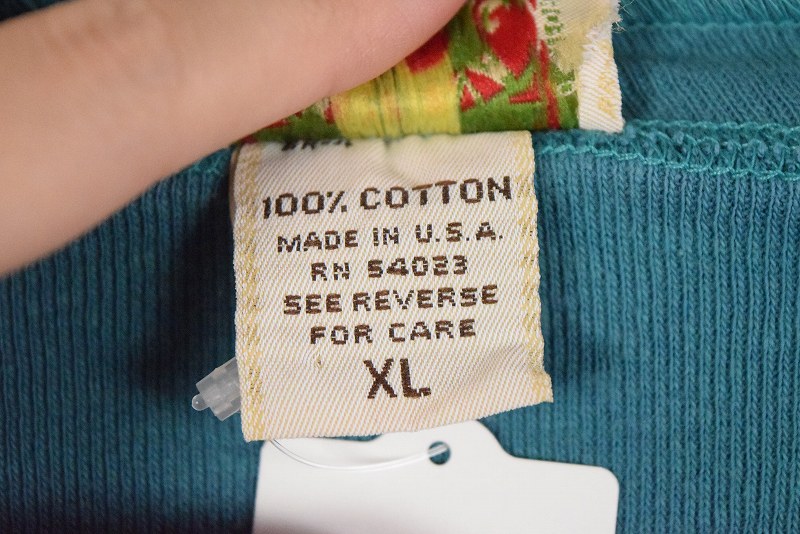 100% COTTON
MADE IN U.S.A.
RN 54023
SEE REVERSE
FOR CARE
XL